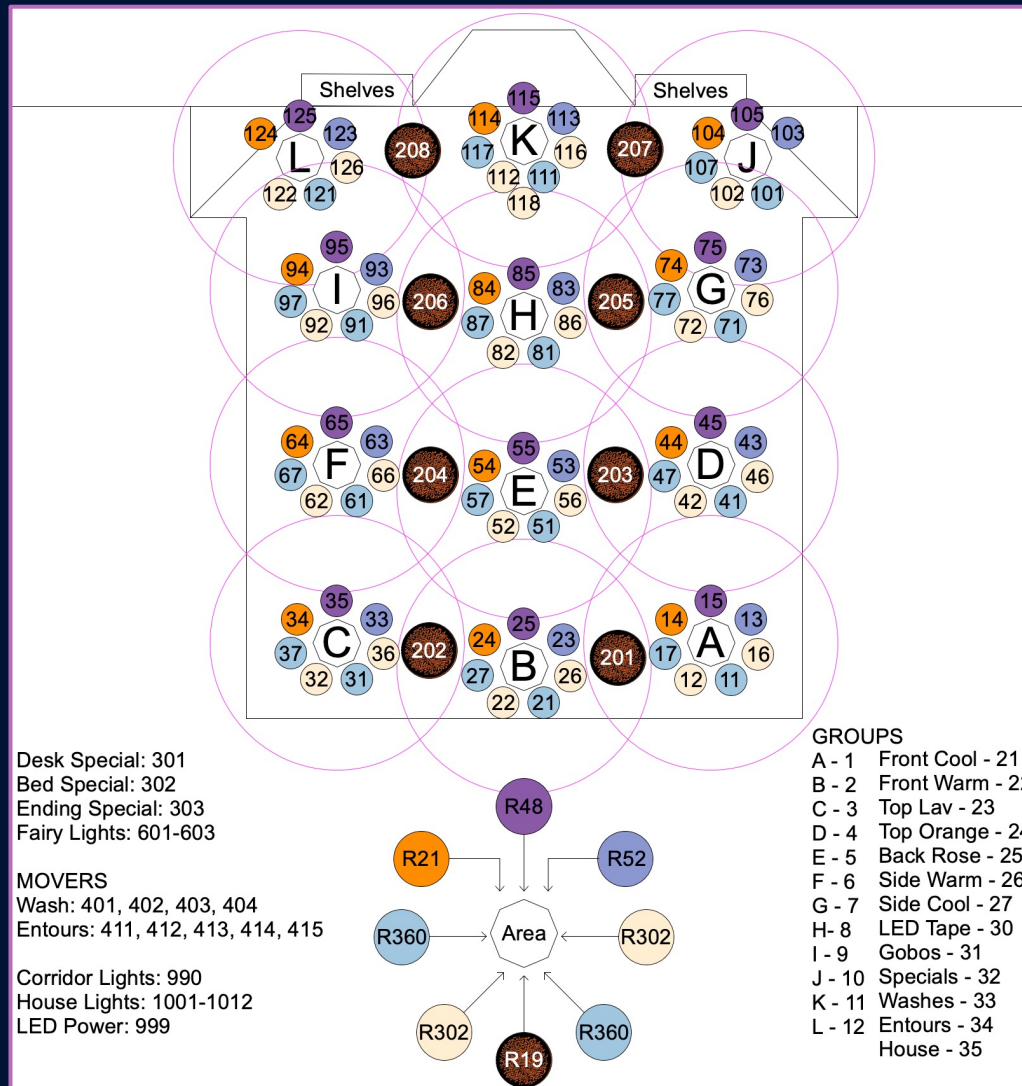 Shelves
Shelves
125
124
123
L
126
122
121
208
115
114
113
K
117
116
112
111
118
207
105
104
103
J
107
102
101
95
94
93
I
97
96
92
91
206
85
84
83
H
87
86
82
81
205
75
74
73
G
77
76
72
71
65
64
63
F
67
66
62
61
204
55
54
53
E
57
56
52
51
203
45
44
43
D
47
46
42
41
35
34
33
C
37
36
32
31
202
25
24
23
B
27
26
22
21
201
15
14
13
A
17
16
12
11
Desk Special: 301
Bed Special: 302
Ending Special: 303
Fairy Lights: 601-603
MOVERS
Wash: 401, 402, 403, 404
Entours: 411, 412, 413, 414, 415
Corridor Lights: 990
House Lights: 1001-1012
LED Power: 999
R48
R21
R52
R360
Area
R302
R302
R19
R360
GROUPS
A - 1 Front Cool - 21
B - 2 Front Warm - 22
C - 3 Top Lav - 23
D - 4 Top Orange - 24
E - 5 Back Rose - 25
F - 6 Side Warm - 26
G - 7 Side Cool - 27
H- 8 LED Tape - 30
I - 9 Gobos - 31
J - 10 Specials - 32
K - 11 Washes - 33
L - 12 Entours - 34
House - 35